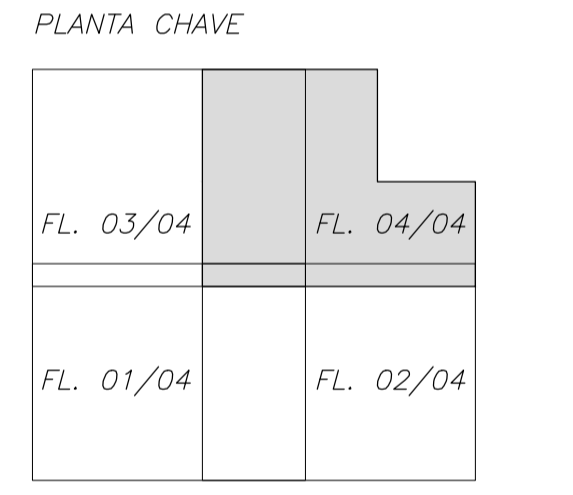 PLANTA CHAVE
FL. 03/04
FL. 04/04
FL. 01/04
FL. 02/04